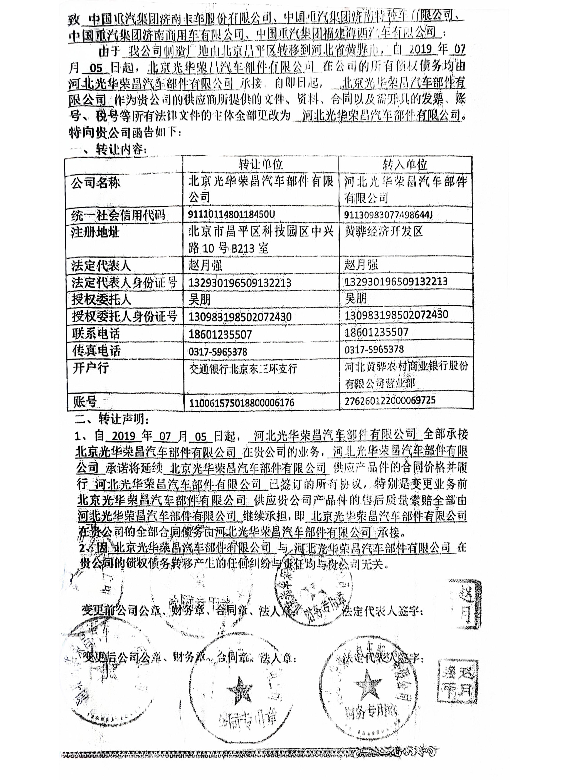 致 中国重汽集团济南卡车股份有限公司、中国重汽集团济南特种车有限公司、
中国重汽集团济南商用车有限公司、中国重汽集团福建海西汽车有限公司：
由于 我公司制造厂地由北京昌平区转移到河北省黄骅市，自 2019 年 07
月 05 日起，北京光华荣昌汽车部件有限公司 在公司的所有债权债务均由
河北光华荣昌汽车部件有限公司 承接。自即日起， 北京光华荣昌汽车部件有
限公司 作为贵公司的供应商所提供的文件、资料、合同以及需开具的发票、账
号、税号等所有法律文件的主体全部更改为 河北光华荣昌汽车部件有限公司。
特向贵公司函告如下：
一、转让内容：
转让单位 转入单位
公司名称 北京光华荣昌汽车部件有限公司 河北光华荣昌汽车部件有限公司
统一社会信用代码 9111011480118450U 91130983077498644J
注册地址 北京市昌平区科技园区中兴路 10 号 B213 室 黄骅经济开发区
法定代表人 赵月强 赵月强
法定代表人身份证号 132930196509132213 132930196509132213
授权委托人 吴朋 吴朋
授权委托人身份证号 130983198502072430 130983198502072430
联系电话 18601235507 18601235507
传真电话 0317-5965378 0317-5965378
开户行 交通银行北京东三环支行 河北黄骅农村商业银行股份有限公司营业部
账号 110061575018800006176 276260122000069725
二、转让声明：
1、自 2019 年 07 月 05 日起， 河北光华荣昌汽车部件有限公司 全部承接
北京光华荣昌汽车部件有限公司 在贵公司的业务，河北光华荣昌汽车部件有限
公司 承诺将延续 北京光华荣昌汽车部件有限公司 供应产品件的合同价格并履
行 河北光华荣昌汽车部件有限公司 已签订的所有协议，特别是变更业务前
北京光华荣昌汽车部件有限公司 供应贵公司产品件的售后质量索赔全部由
河北光华荣昌汽车部件有限公司 继续承担，即 北京光华荣昌汽车部件有限公司
在贵公司的全部合同债务由河北光华荣昌汽车部件有限公司 承接。
2、因 北京光华荣昌汽车部件有限公司 与 河北光华荣昌汽车部件有限公司 在
贵公司的债权债务转移产生的任何纠纷与责任均与份公司无关。
变更前公司公章、财务章、合同章、法人章： 法定代表人签字：
变更后公司公章、财务章、合同章、法人章： 法定代表人签字：
合同专用章
财务专用章